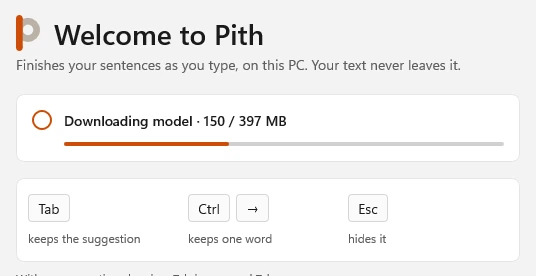 Welcome to Pith
Finishes your sentences as you type, on this PC. Your text never leaves it.
Downloading model · 150 / 397 MB
Tab Ctrl → Esc
keeps the suggestion keeps one word hides it